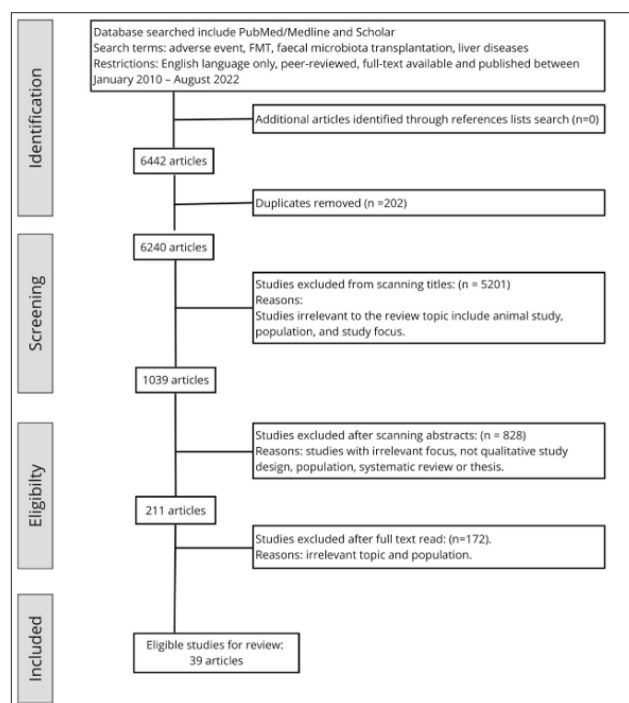 Database searched include PubMed/Medline and Scholar
Search terms: adverse event, FMT, faecal microbiota transplantation, liver diseases
Restrictions: English language only, peer-reviewed, full-text available and published between
January 2010 – August 2022
Identification
Additional articles identified through references lists search (n=0)
6442 articles
Duplicates removed (n =202)
6240 articles
Screening
Studies excluded from scanning titles: (n = 5201)
Reasons:
Studies irrelevant to the review topic include animal study,
population, and study focus.
1039 articles
Eligibilty
Studies excluded after scanning abstracts: (n = 828)
Reasons: studies with irrelevant focus, not qualitative study
design, population, systematic review or thesis.
211 articles
Studies excluded after full text read: (n=172).
Reasons: irrelevant topic and population.
Included
Eligible studies for review:
39 articles